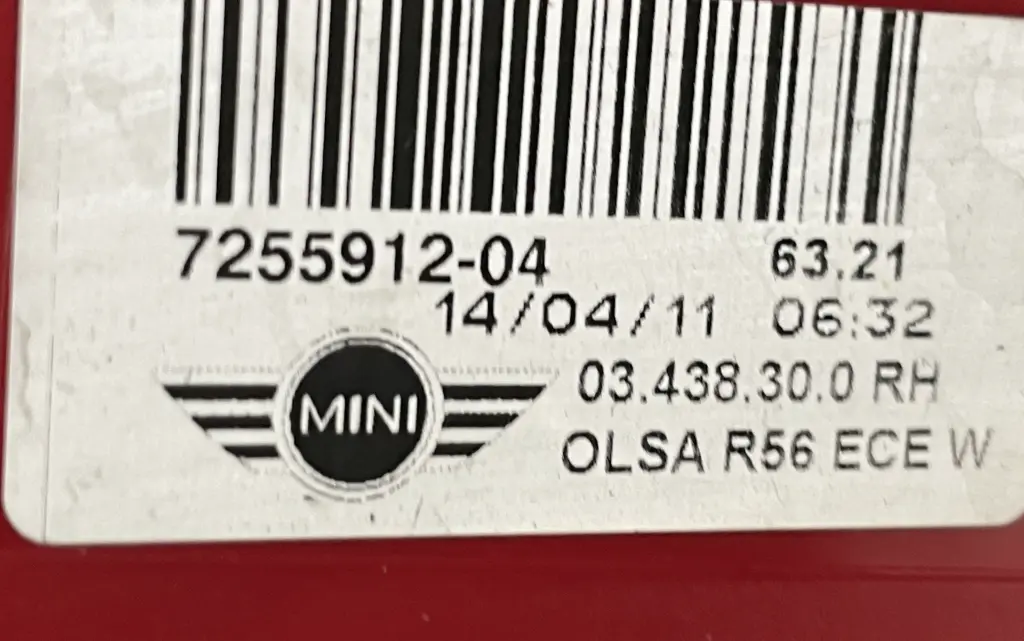 7255912-04 63.21
14/04/11 06:32
03.438.30.0 RH
MINI
OLSA R56 ECE W